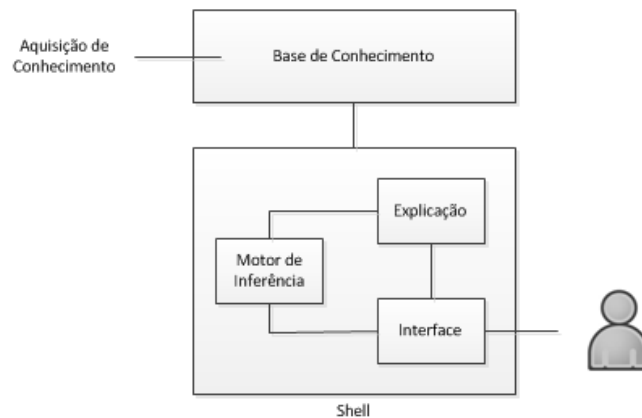 Aquisição de
Conhecimento
Base de Conhecimento
Explicação
Motor de
Inferência
Interface
Shell